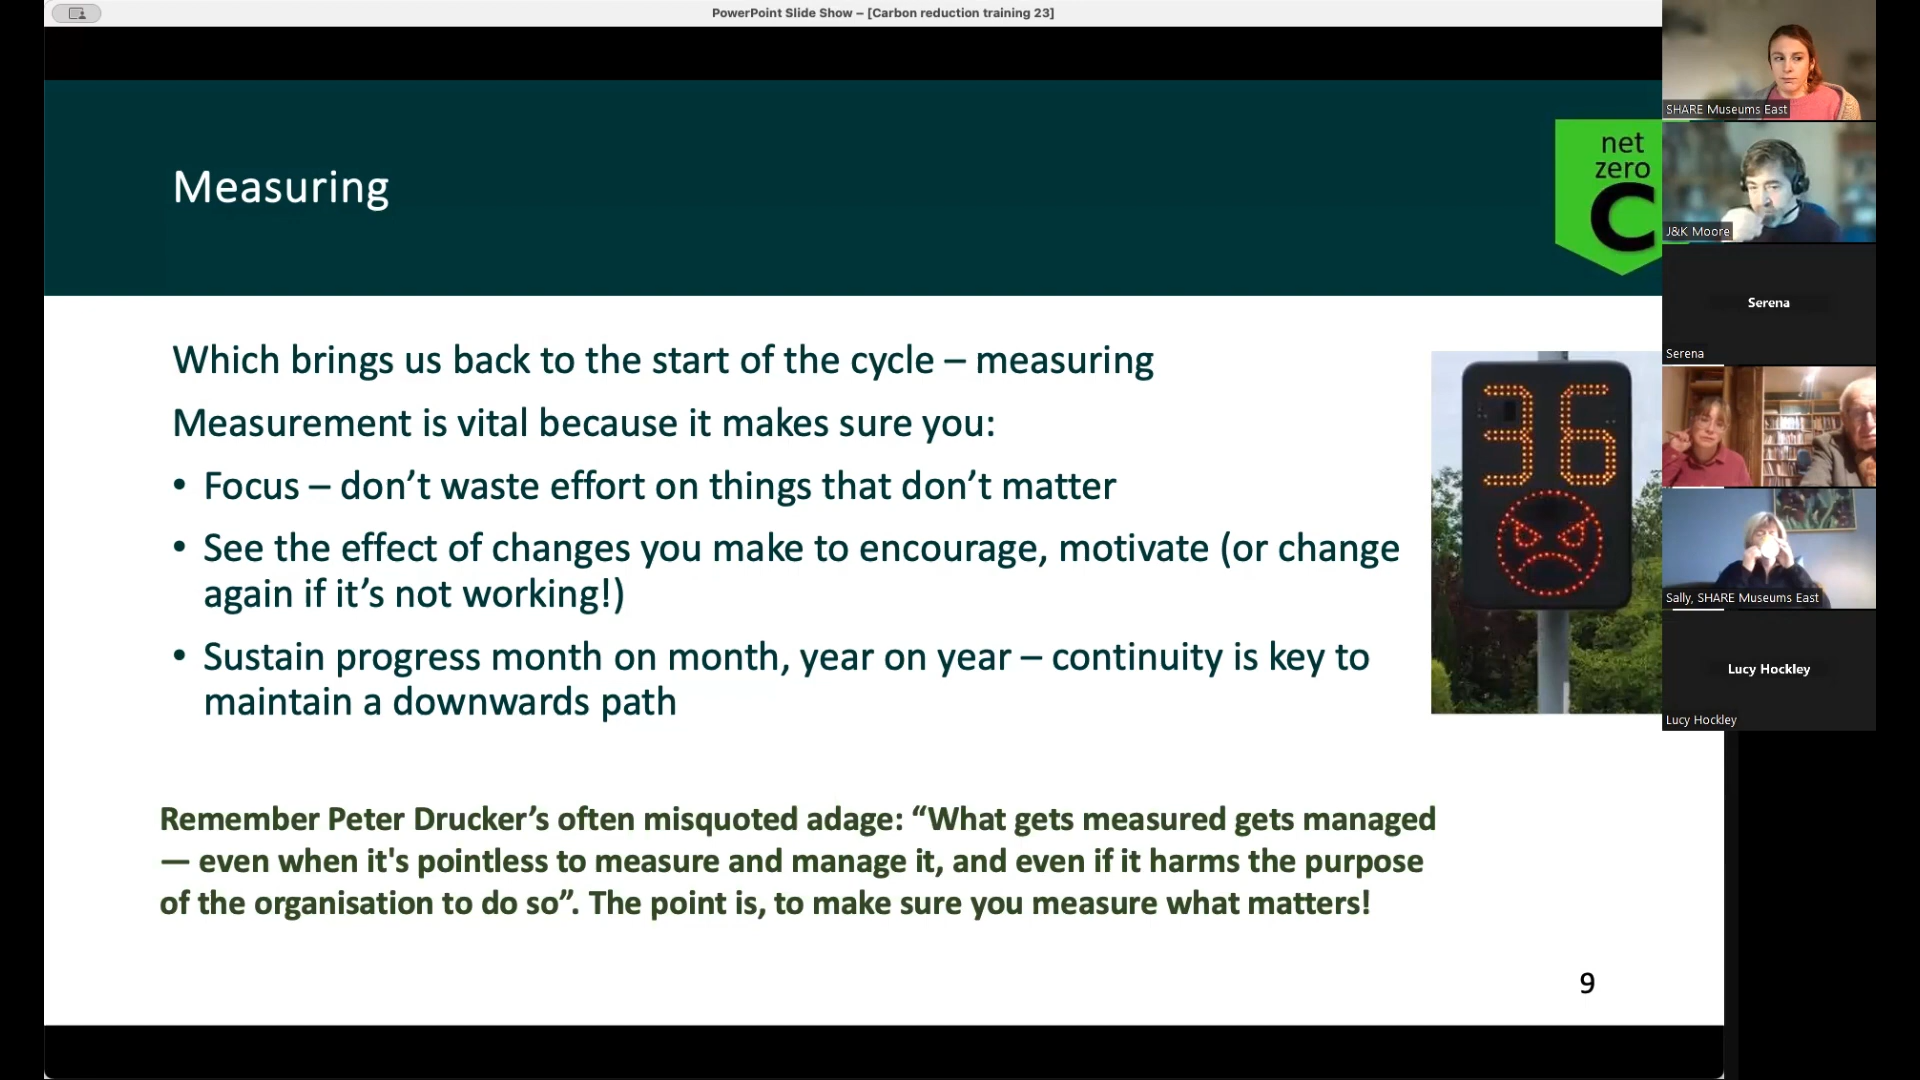 PowerPoint Slide Show – [Carbon reduction training 23]
Measuring
net
zero
C
Which brings us back to the start of the cycle – measuring
Measurement is vital because it makes sure you:
• Focus – don’t waste effort on things that don’t matter
• See the effect of changes you make to encourage, motivate (or change
again if it’s not working!)
• Sustain progress month on month, year on year – continuity is key to
maintain a downwards path
36
Remember Peter Drucker’s often misquoted adage: “What gets measured gets managed
— even when it's pointless to measure and manage it, and even if it harms the purpose
of the organisation to do so”. The point is, to make sure you measure what matters!
9
SHARE Museums East
J&K Moore
Serena
Serena
Sally, SHARE Museums East
Lucy Hockley
Lucy Hockley